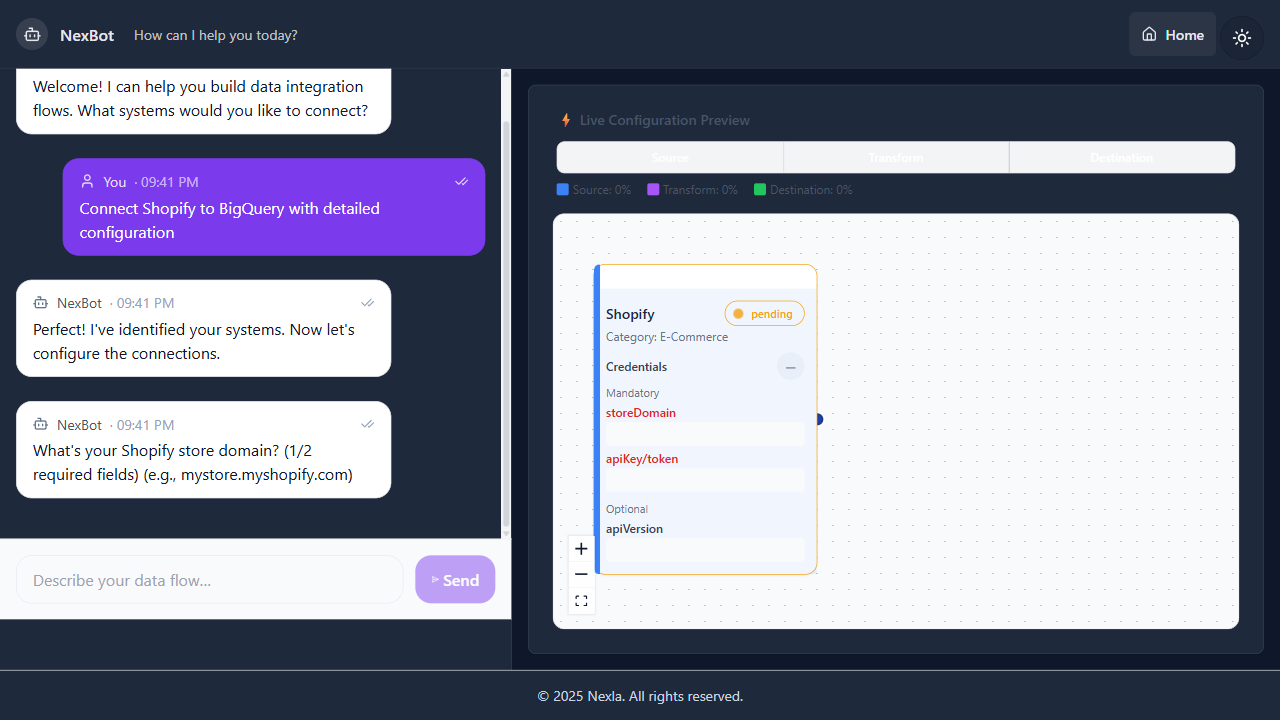 NexBot
How can I help you today?
Home
Welcome! I can help you build data integration
flows. What systems would you like to connect?
You · 09:41 PM
Connect Shopify to BigQuery with detailed
configuration
NexBot · 09:41 PM
Perfect! I've identified your systems. Now let's
configure the connections.
NexBot · 09:41 PM
What's your Shopify store domain? (1/2
required fields) (e.g., mystore.myshopify.com)
Describe your data flow...
Send
Live Configuration Preview
Source
Transform
Destination
Source: 0%
Transform: 0%
Destination: 0%
Shopify
pending
Category: E-Commerce
Credentials
Mandatory
storeDomain
apiKey/token
Optional
apiVersion
© 2025 Nexla. All rights reserved.